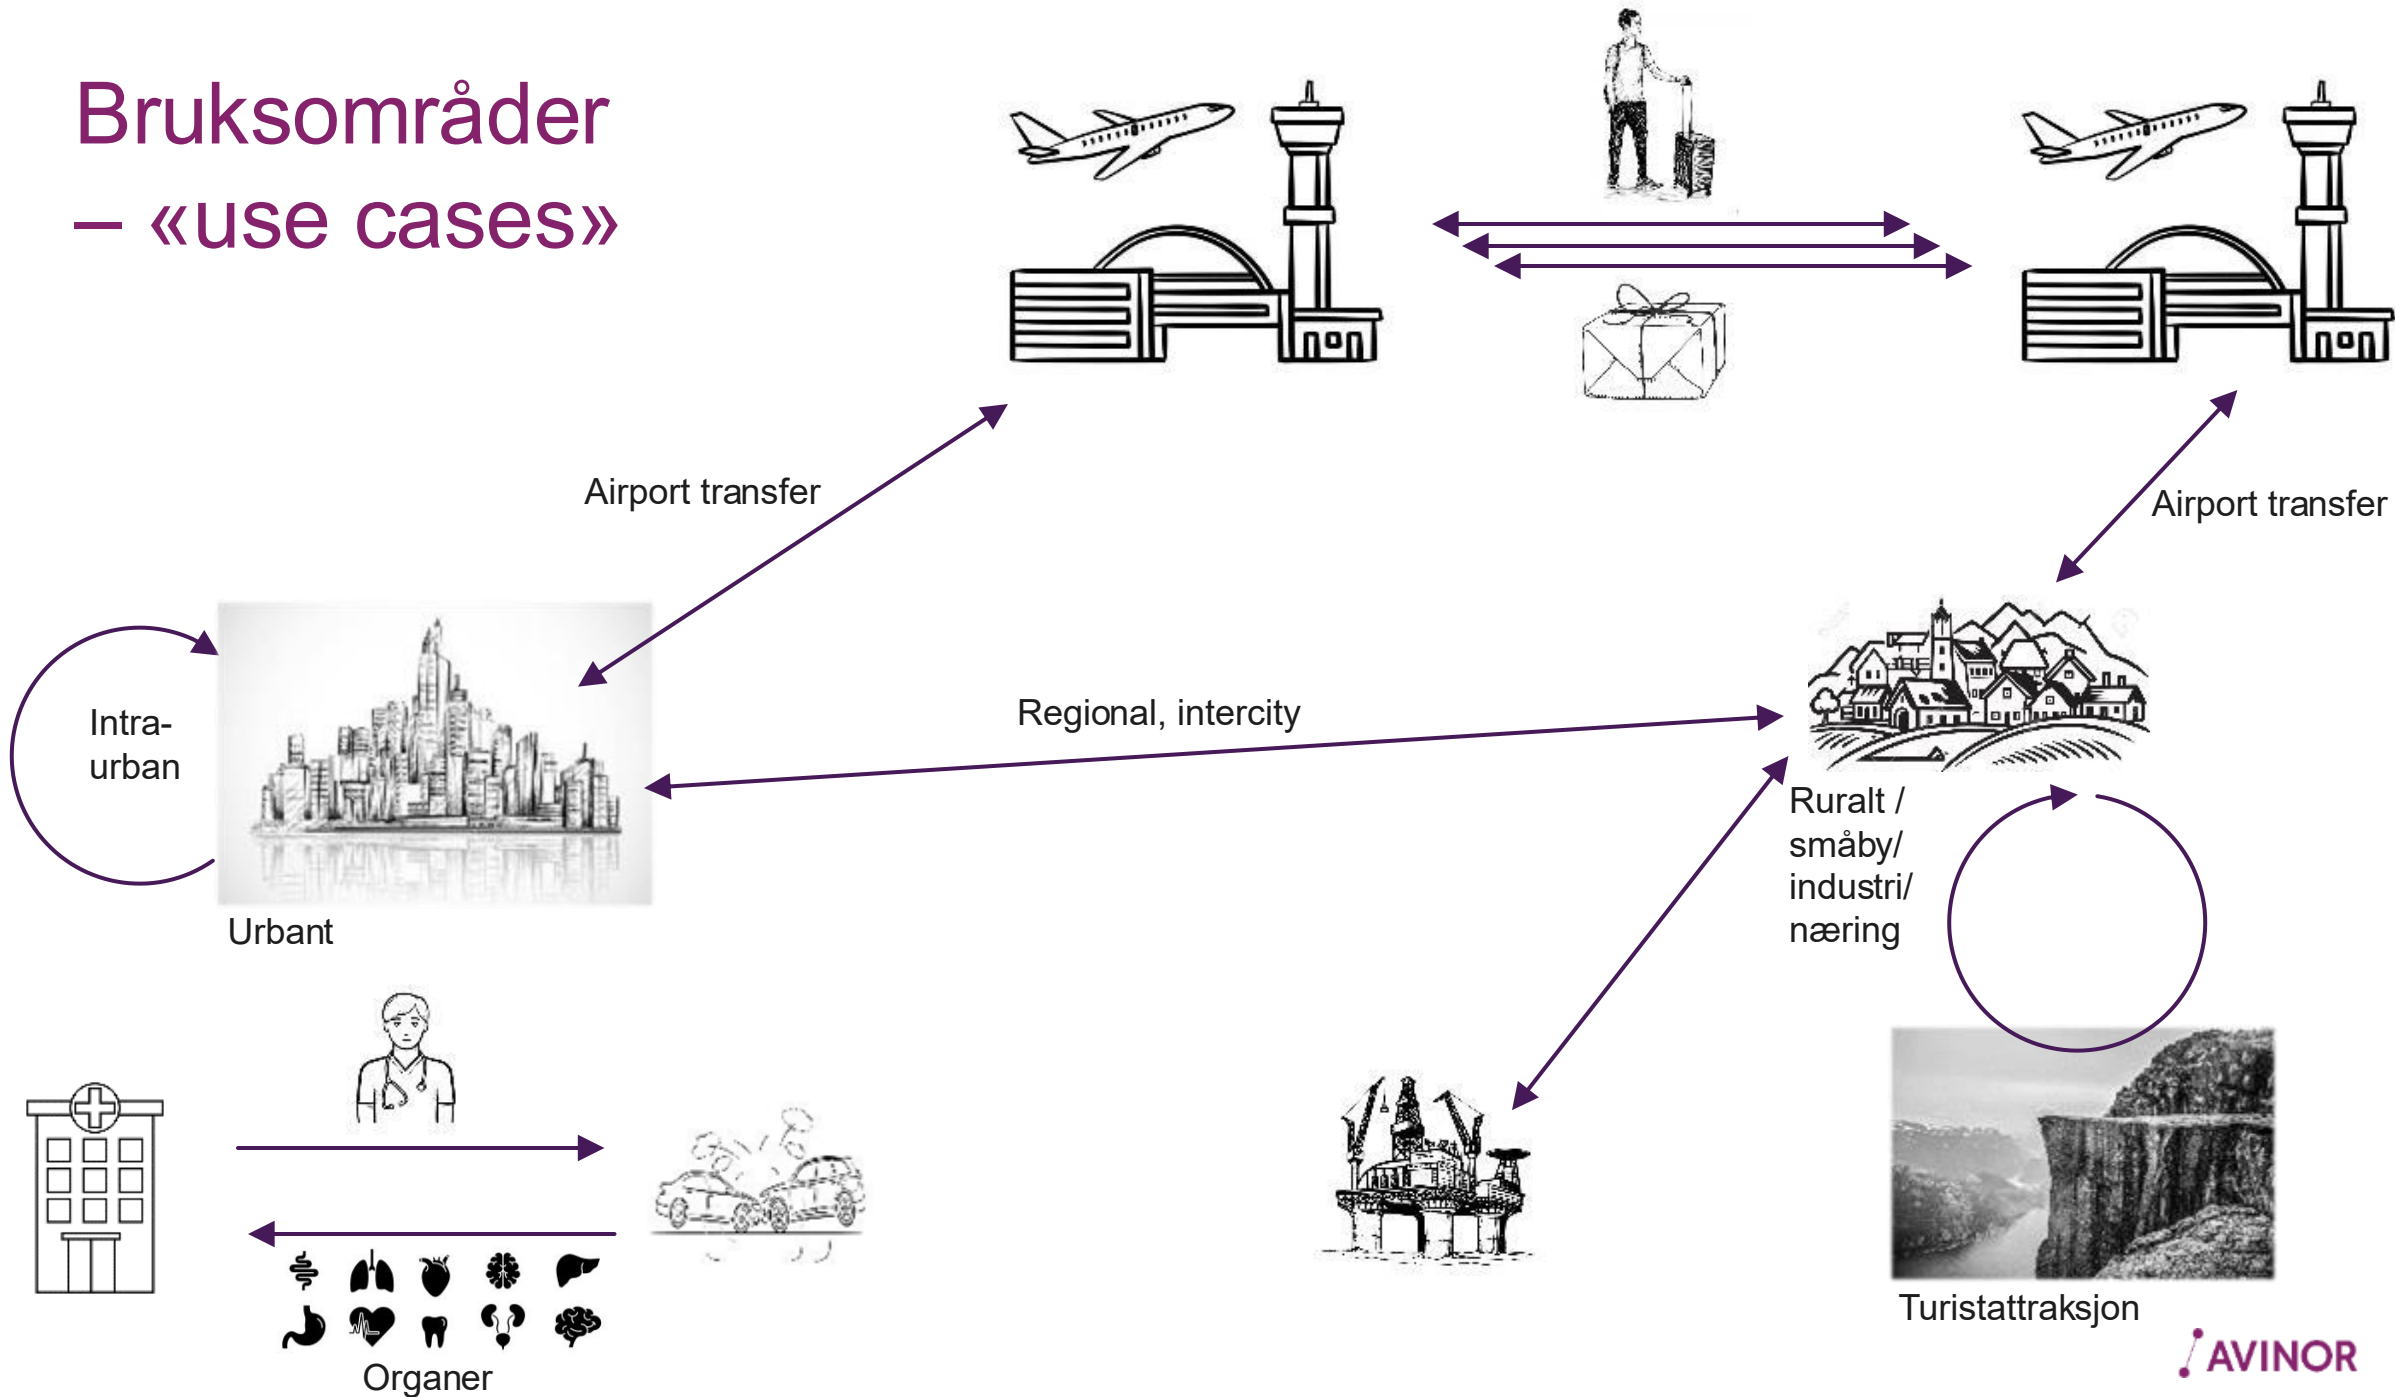 Bruksområder
– «use cases»
Airport transfer
Airport transfer
Intra-
urban
Regional, intercity
Urbant
Ruralt /
småby/
industri/
næring
Organer
Turistattraksjon
AVINOR